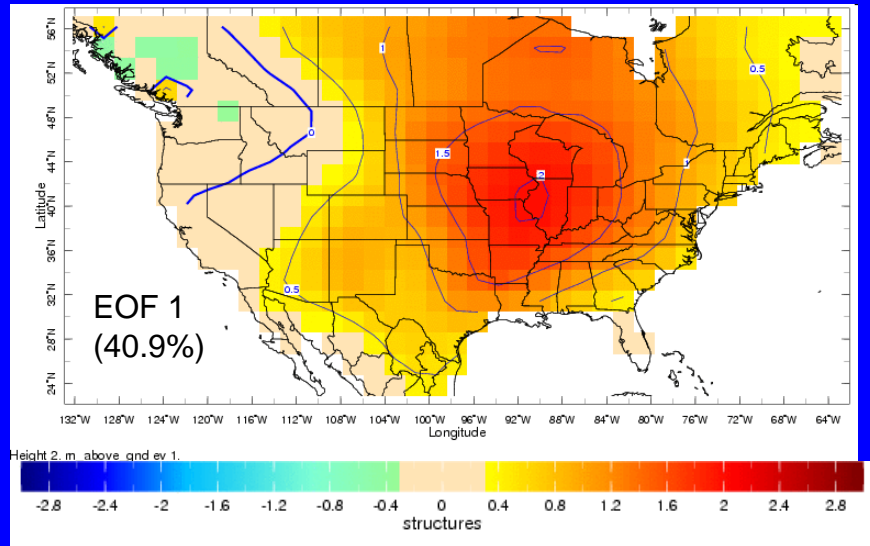 56°N
52°N
48°N
44°N
40°N
36°N
32°N
28°N
24°N
Latitude
1
0.5
0
1.5
2
1
0.5
EOF 1
(40.9%)
132°W 128°W 124°W 120°W 116°W 112°W 108°W 104°W 100°W 96°W 92°W 88°W 84°W 80°W 76°W 72°W 68°W 64°W
Longitude
Height 2. m_above_gnd ev 1.
-2.8 -2.4 -2 -1.6 -1.2 -0.8 -0.4 0 0.4 0.8 1.2 1.6 2 2.4 2.8
structures